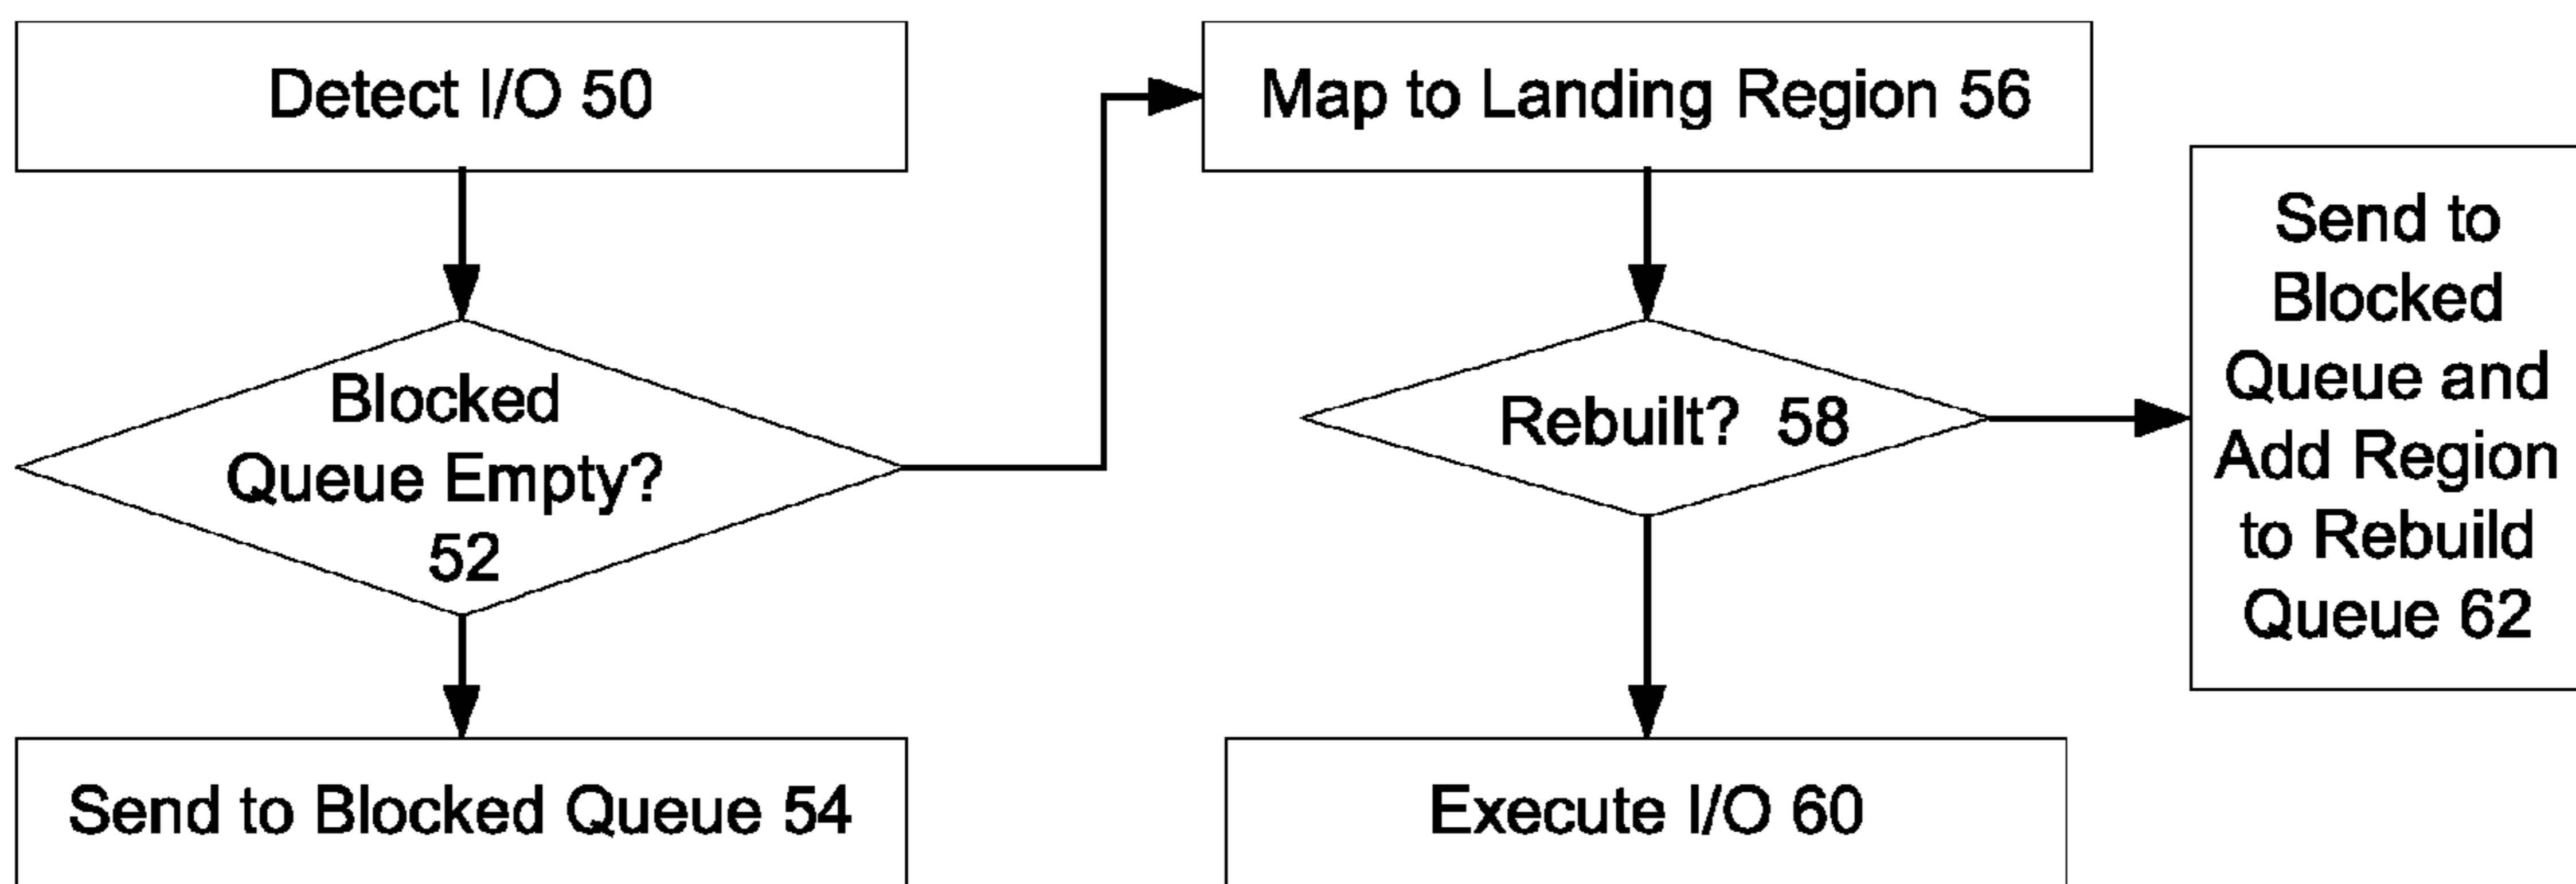 Detect I/O 50
Blocked
Queue Empty?
52
Send to Blocked Queue 54
Map to Landing Region 56
Rebuilt? 58
Execute I/O 60
Send to
Blocked
Queue and
Add Region
to Rebuild
Queue 62